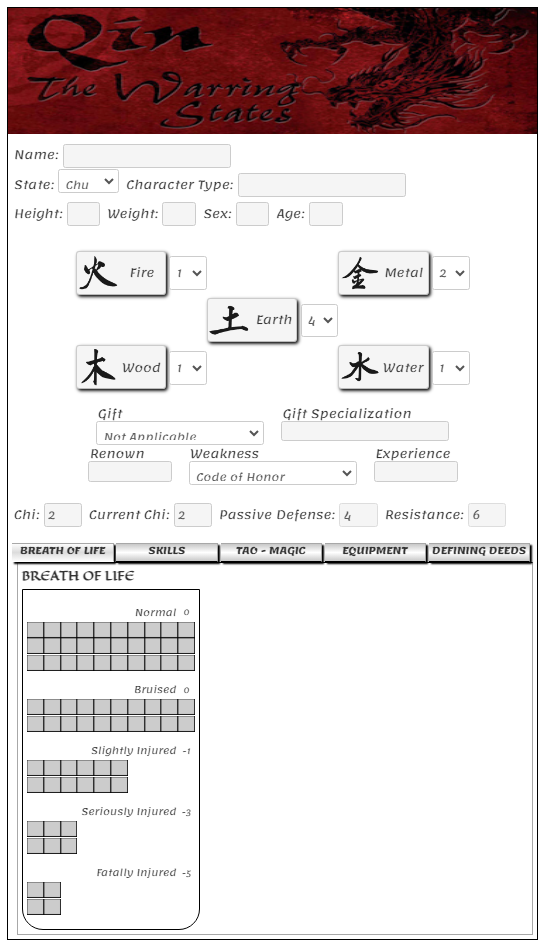 Qin
The Warring
States
Name:
State: Chu Character Type:
Height: Weight: Sex: Age:
火 Fire 1 金 Metal 2
土 Earth 4
木 Wood 1 水 Water 1
Gift Gift Specialization
Not Applicable
Renown Weakness Experience
Code of Honor
Chi: 2 Current Chi: 2 Passive Defense: 4 Resistance: 6
BREATH OF LIFE SKILLS TAO - MAGIC EQUIPMENT DEFINING DEEDS
BREATH OF LIFE
Normal 0
Bruised 0
Slightly Injured -1
Seriously Injured -3
Fatally Injured -5